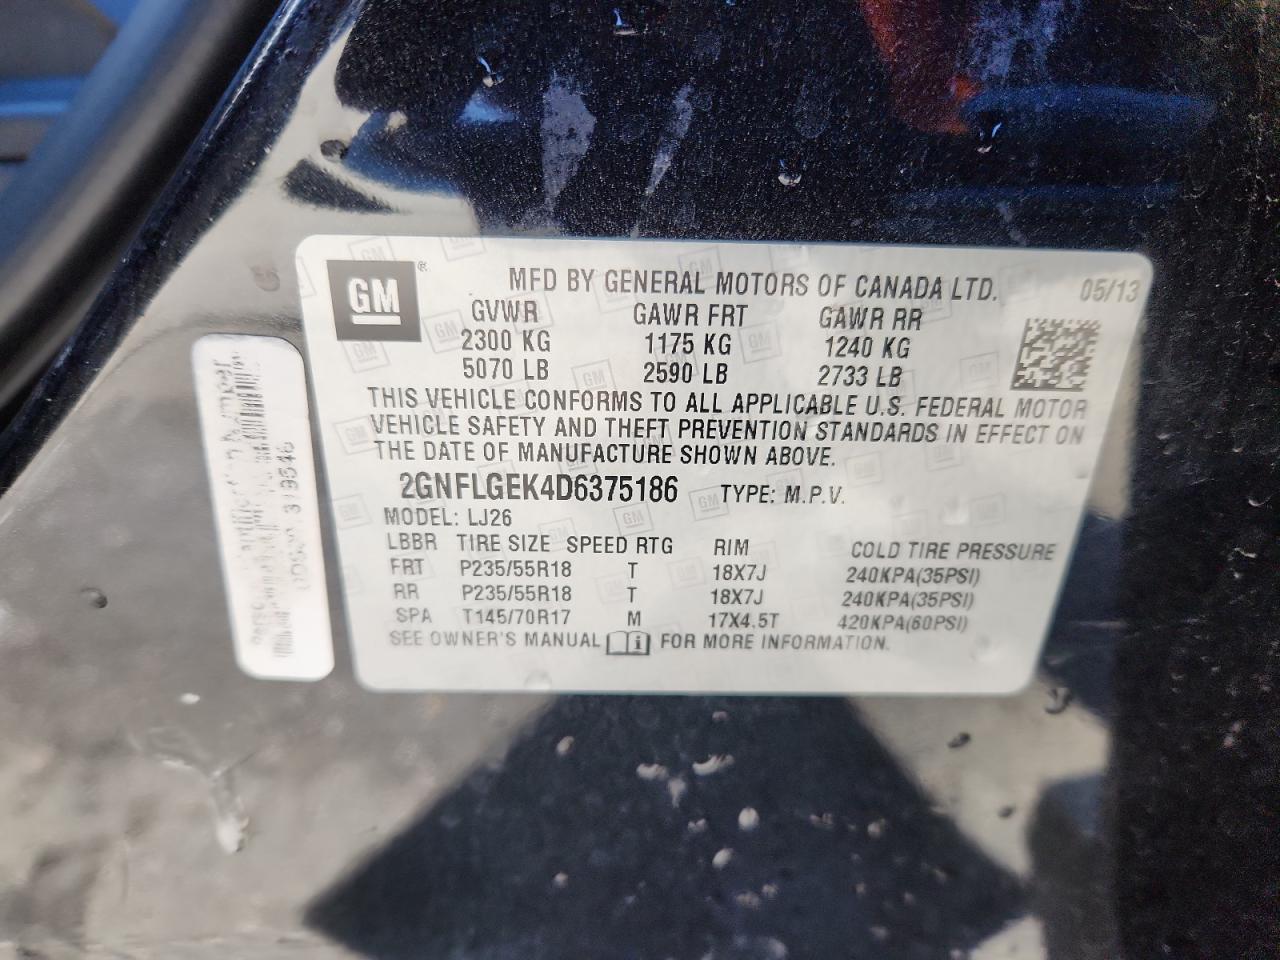 GM ® MFD BY GENERAL MOTORS OF CANADA LTD. 05/13
GVWR GAWR FRT GAWR RR
2300 KG 1175 KG 1240 KG
5070 LB 2590 LB 2733 LB
THIS VEHICLE CONFORMS TO ALL APPLICABLE U.S. FEDERAL MOTOR
VEHICLE SAFETY AND THEFT PREVENTION STANDARDS IN EFFECT ON
THE DATE OF MANUFACTURE SHOWN ABOVE.
2GNFLGEK4D6375186 TYPE: M.P.V.
MODEL: LJ26
LBBR TIRE SIZE SPEED RTG RIM COLD TIRE PRESSURE
FRT P235/55R18 T 18X7J 240KPA(35PSI)
RR P235/55R18 T 18X7J 240KPA(35PSI)
SPA T145/70R17 M 17X4.5T 420KPA(60PSI)
SEE OWNER'S MANUAL i FOR MORE INFORMATION.